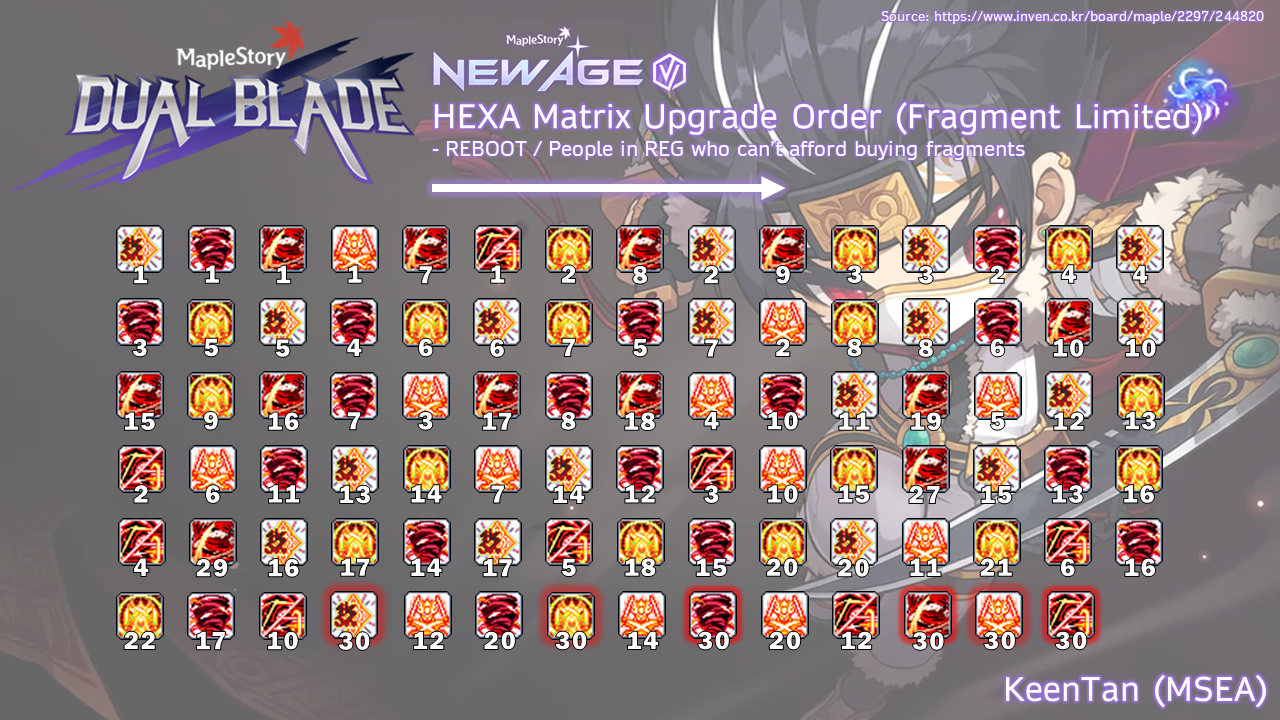 Source: https://www.inven.co.kr/board/maple/2297/244820
MapleStory
DUAL BLADE
MapleStory
NEW AGE
HEXA Matrix Upgrade Order (Fragment Limited)
- REBOOT / People in REG who can't afford buying fragments
1 1 1 1 7 1 2 8 2 9 3 3 2 4 4
3 5 5 4 6 6 7 5 7 2 8 8 6 10 10
15 9 16 7 3 17 8 18 4 10 11 19 5 12 13
2 6 11 13 14 7 14 12 3 10 15 27 15 13 16
4 29 16 17 14 17 5 18 15 20 20 11 21 6 16
22 17 10 30 12 20 30 14 30 20 12 30 30 30
KeenTan (MSEA)